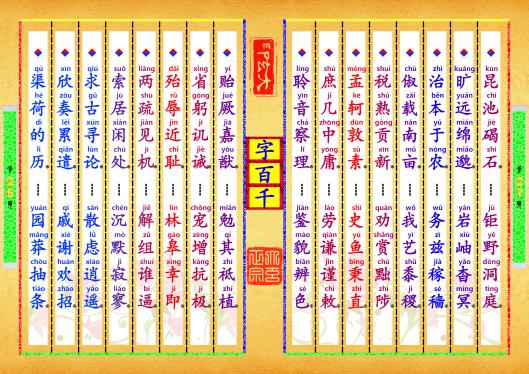 kūn 昆 chí 池 jié 碣 shí 石 …… jù 钜 yě 野 dòng 洞 tíng 庭
kuàng 旷 yuǎn 远 mián 绵 miǎo 邈 …… yán 岩 xiù 岫 yǎo 杳 míng 冥
zhì 治 běn 本 yú 于 nóng 农 …… wù 务 zī 兹 jià 稼 sè 穑
chù 俶 zǎi 载 nán 南 mǔ 亩 …… wǒ 我 yì 艺 shǔ 黍 jì 稷
shuì 税 shú 熟 gòng 贡 xīn 新 …… quàn 劝 shǎng 赏 chù 黜 zhì 陟
mèng 孟 kē 轲 dūn 敦 sù 素 …… shǐ 史 yú 鱼 bǐng 秉 zhí 直
shù 庶 jī 几 zhōng 中 yōng 庸 …… láo 劳 qiān 谦 jǐn 谨 chì 敕
líng 聆 yīn 音 chá 察 lǐ 理 …… jiàn 鉴 mào 貌 biàn 辨 sè 色
字百千
yí 贻 jué 厥 jiā 嘉 yóu 猷 …… miǎn 勉 qí 其 zhī 祗 zhí 植
xǐng 省 gōng 躬 jī 讥 jiè 诫 …… chǒng 宠 zēng 增 kàng 抗 jí 极
dài 殆 rǔ 辱 jìn 近 chǐ 耻 …… lín 林 gāo 皋 xìng 幸 jí 即
liǎng 两 shū 疏 jiàn 见 jī 机 …… jiě 解 zǔ 组 shuí 谁 bī 逼
suǒ 索 jū 居 xián 闲 chù 处 …… chén 沉 mò 默 jì 寂 liáo 寥
qiú 求 gǔ 古 xún 寻 lùn 论 …… sàn 散 lǜ 虑 xiāo 逍 yáo 遥
xīn 欣 zòu 奏 lěi 累 qiǎn 遣 …… qī 戚 xiè 谢 huān 欢 zhāo 招
qú 渠 hé 荷 dì 的 lì 历 …… yuán 园 mǎng 莽 chōu 抽 tiáo 条